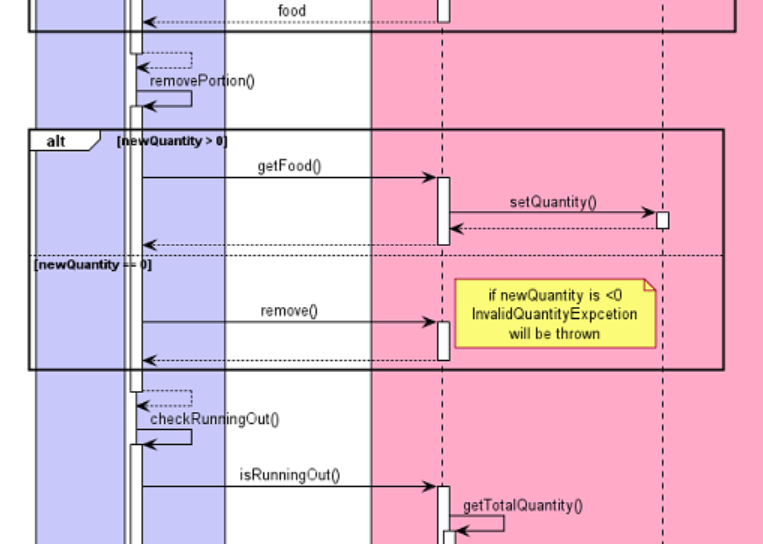 food
removePortion()
alt
[newQuantity > 0]
getFood()
setQuantity()
[newQuantity == 0]
if newQuantity is <0
InvalidQuantityExpcetion
will be thrown
remove()
checkRunningOut()
isRunningOut()
getTotalQuantity()